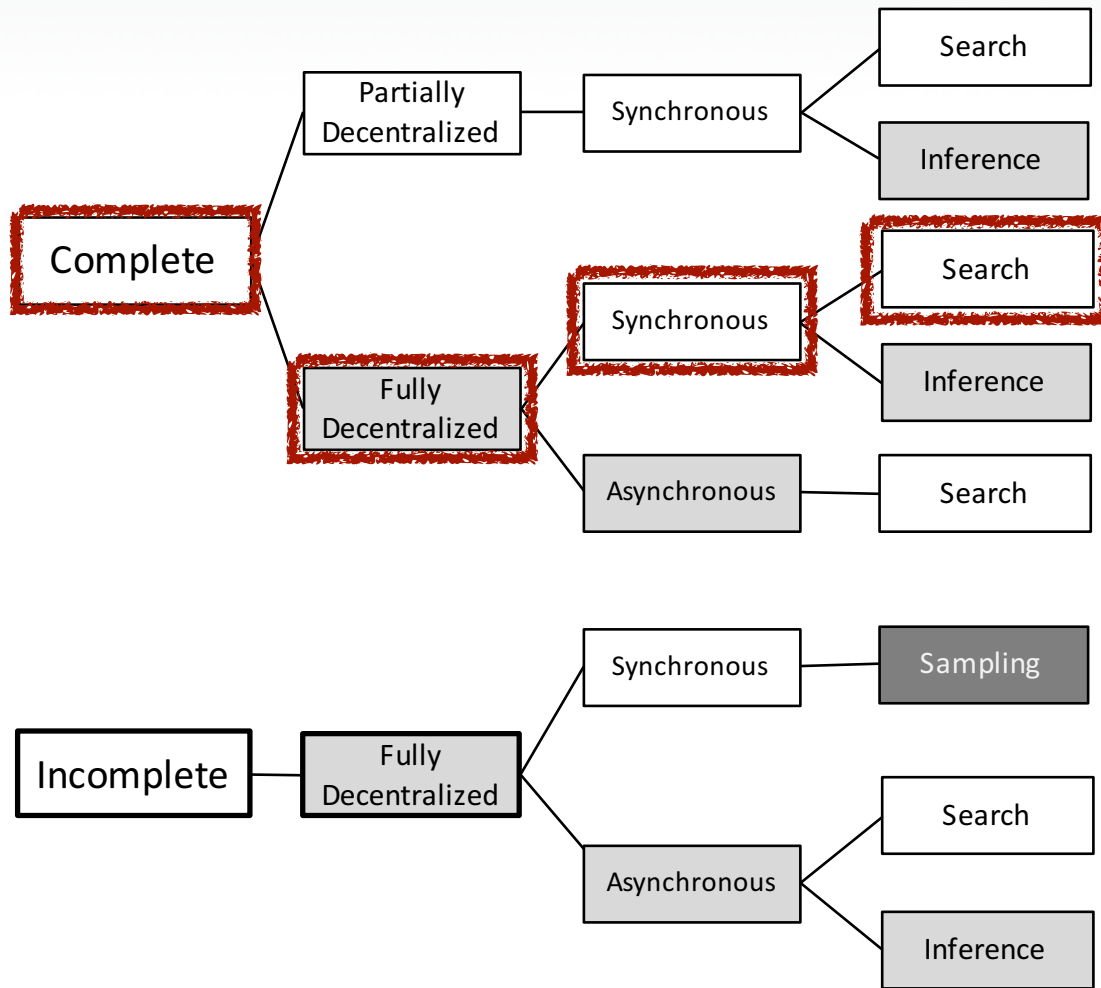 Search
Partially
Decentralized
Synchronous
Inference
Complete
Search
Synchronous
Inference
Fully
Decentralized
Asynchronous
Search
Synchronous
Sampling
Incomplete
Fully
Decentralized
Search
Asynchronous
Inference